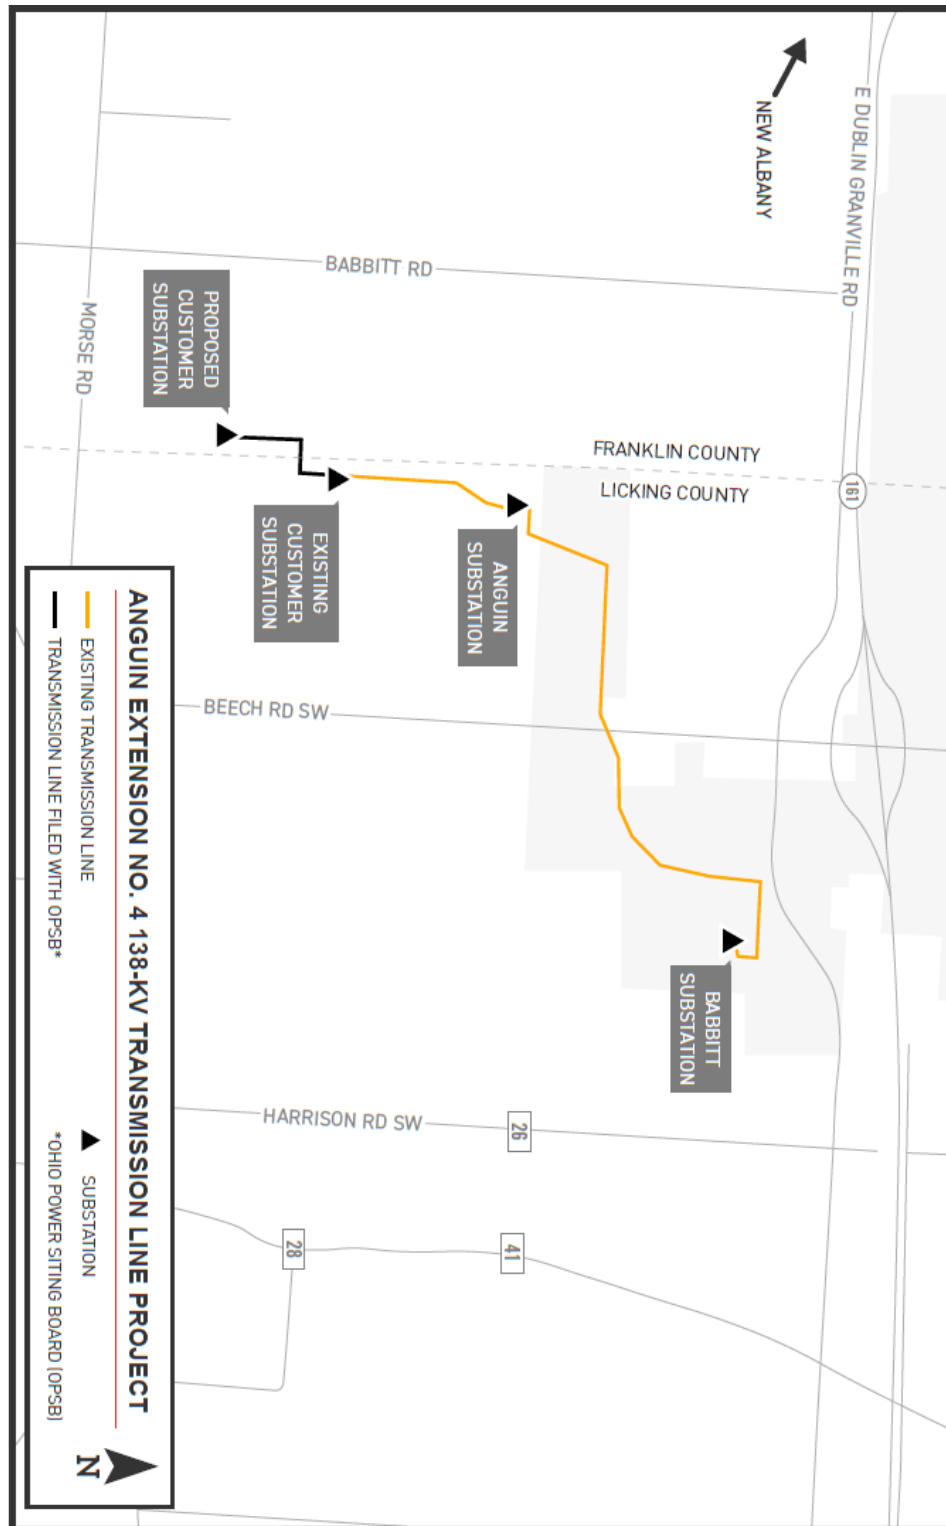 NEW ALBANY
E DUBLIN GRANVILLE RD
BABBITT RD
MORSE RD
PROPOSED
CUSTOMER
SUBSTATION
FRANKLIN COUNTY
LICKING COUNTY
161
EXISTING
CUSTOMER
SUBSTATION
ANGUIN
SUBSTATION
BEECH RD SW
BABBITT
SUBSTATION
HARRISON RD SW
26
28
41
ANGUIN EXTENSION NO. 4 138-KV TRANSMISSION LINE PROJECT
EXISTING TRANSMISSION LINE
SUBSTATION
TRANSMISSION LINE FILED WITH OPSB*
*OHIO POWER SITING BOARD (OPSB)
N